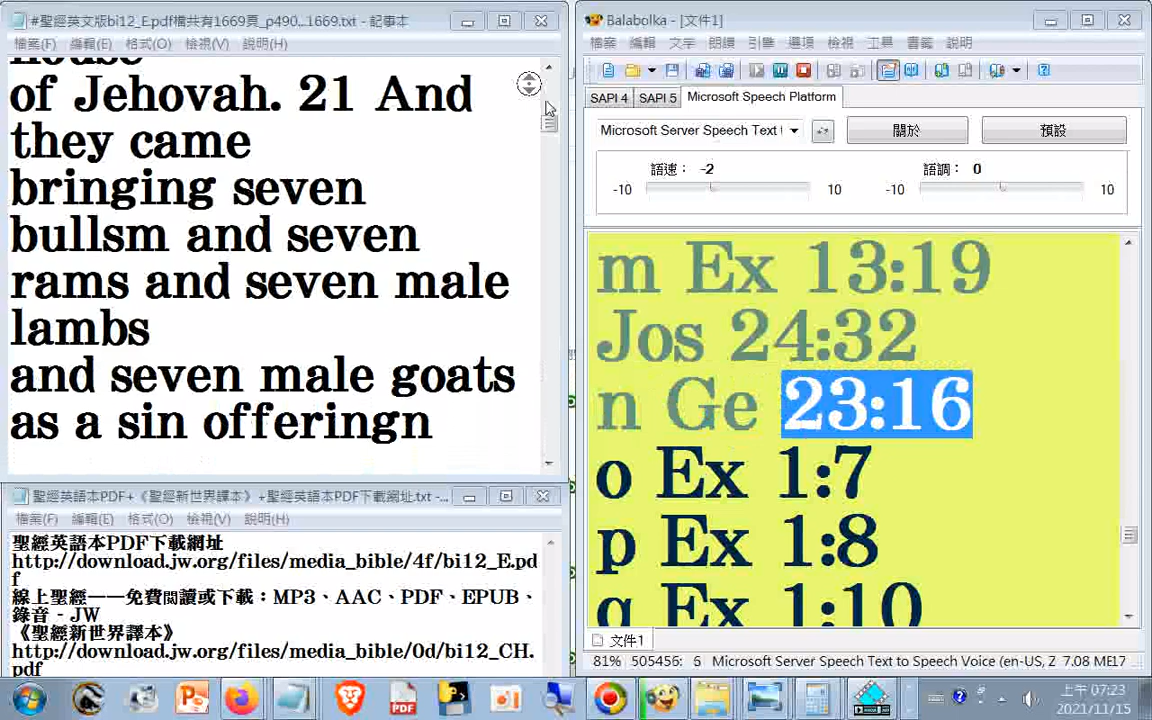 #聖經英文版bi12_E.pdf檔共有1669頁_p490,..1669.txt - 記事本
檔案(F) 編輯(E) 格式(O) 檢視(V) 說明(H)
house
of Jehovah. 21 And
they came
bringing seven
bullsm and seven
rams and seven male
lambs
and seven male goats
as a sin offeringn
聖經英語本PDF+《聖經新世界譯本》+聖經英語本PDF下載網址.txt -...
檔案(F) 編輯(E) 格式(O) 檢視(V) 說明(H)
聖經英語本PDF下載網址
http://download.jw.org/files/media_bible/4f/bi12_E.pd
f
線上聖經——免費閱讀或下載：MP3、AAC、PDF、EPUB、
錄音 - JW
《聖經新世界譯本》
http://download.jw.org/files/media_bible/0d/bi12_CH.
pdf
Balabolka - [文件1]
檔案 編輯 文字 朗讀 引擎 選項 檢視 工具 書籤 說明
SAPI 4 SAPI 5 Microsoft Speech Platform
Microsoft Server Speech Text 關於 預設
語速： -2 語調： 0
-10 10 -10 10
m Ex 13:19
Jos 24:32
n Ge 23:16
o Ex 1:7
p Ex 1:8
q Ex 1:10
文件1
81% 505456: 6 Microsoft Server Speech Text to Speech Voice (en-US, Z 7.08 ME17
上午 07:23
2021/11/15